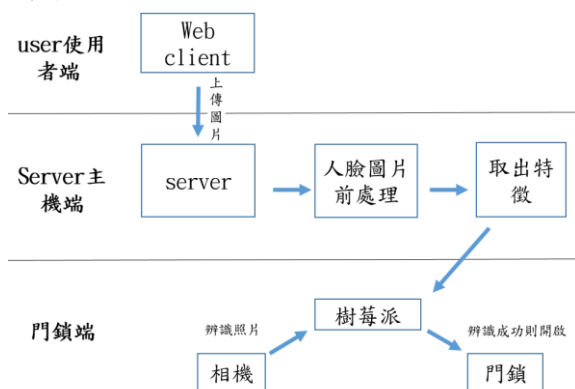 user使用
者端
Web
client
上
傳
圖
片
Server主
機端
server
人臉圖片
前處理
取出特
徵
門鎖端
樹莓派
辨識照片
辨識成功則開啟
相機
門鎖